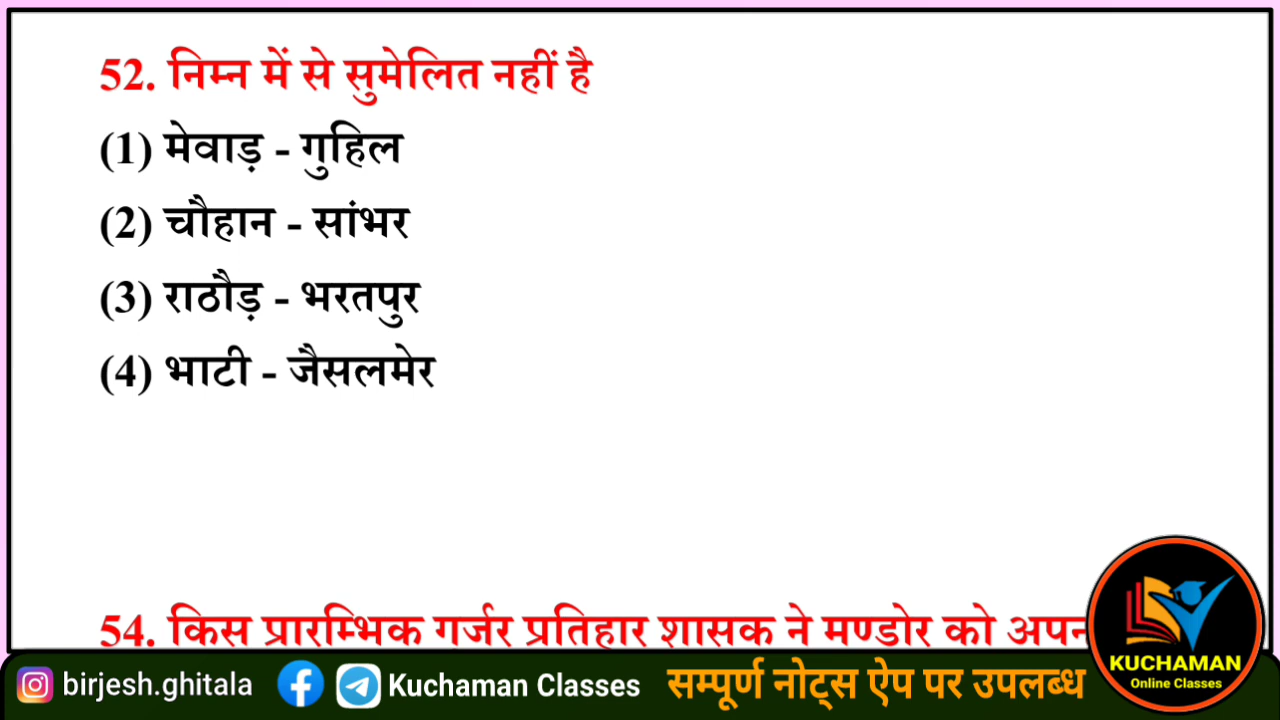 52. निम्न में से सुमेलित नहीं है
(1) मेवाड़ - गुहिल
(2) चौहान - सांभर
(3) राठौड़ - भरतपुर
(4) भाटी - जैसलमेर
54. किस प्रारम्भिक गुर्जर प्रतिहार शासक ने मण्डोर को
birjesh.ghitala Kuchaman Classes सम्पूर्ण नोट्स ऐप पर उपलब्ध
KUCHAMAN
Online Classes